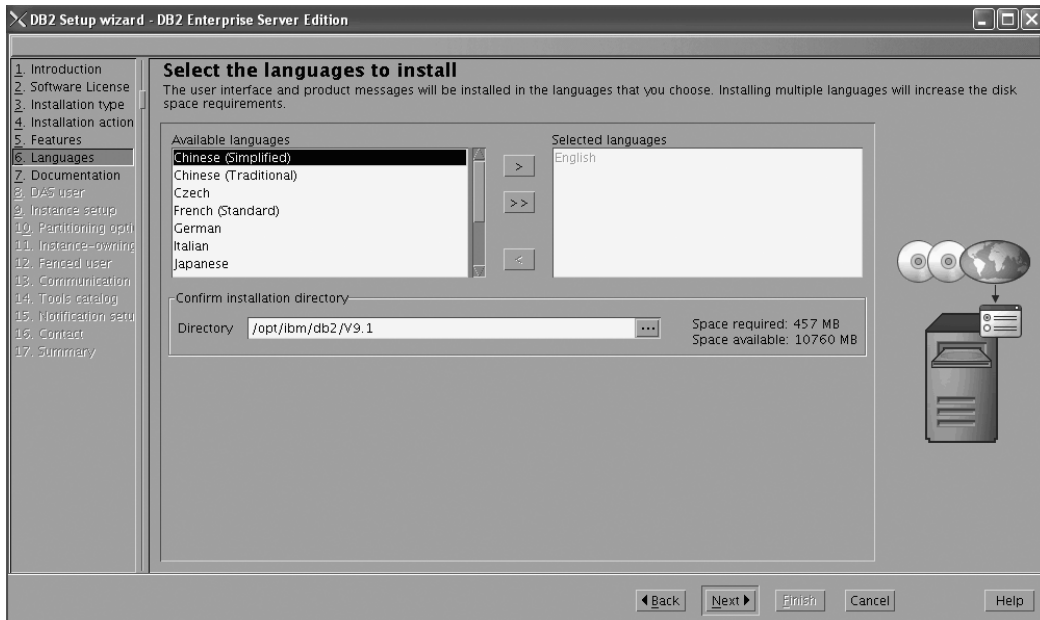 DB2 Setup wizard - DB2 Enterprise Server Edition
1. Introduction
2. Software License
3. Installation type
4. Installation action
5. Features
6. Languages
7. Documentation
8. DAS user
9. Instance setup
10. Partitioning opti
11. Instance-owning
12. Fenced user
13. Communication
14. Tools catalog
15. Notification setu
16. Contact
17. Summary
Select the languages to install
The user interface and product messages will be installed in the languages that you choose. Installing multiple languages will increase the disk
space requirements.
Available languages
Chinese (Simplified)
Chinese (Traditional)
Czech
French (Standard)
German
Italian
Japanese
>
>>
<
Selected languages
English
Confirm installation directory
Directory /opt/ibm/db2/V9.1 ...
Space required: 457 MB
Space available: 10760 MB
Back Next Finish Cancel Help